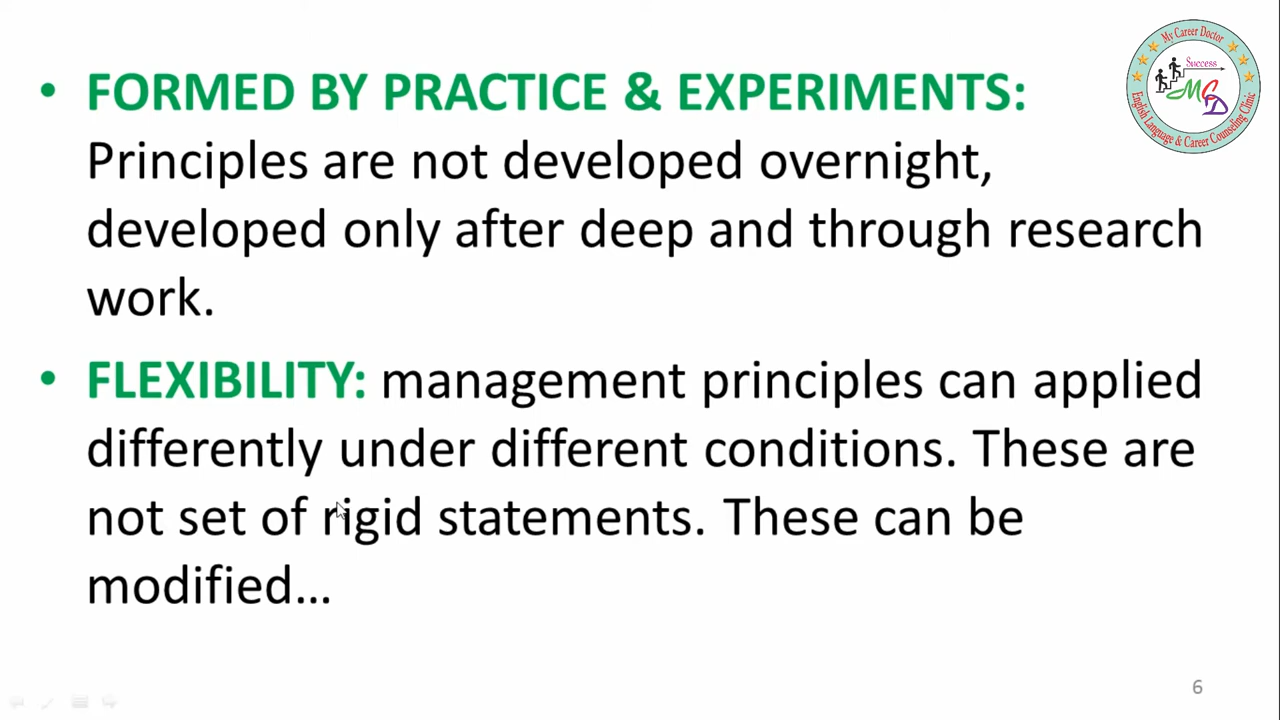 My Career Doctor
Success
MCD
English Language & Career Counseling Clinic
• FORMED BY PRACTICE & EXPERIMENTS:
Principles are not developed overnight,
developed only after deep and through research
work.
• FLEXIBILITY: management principles can applied
differently under different conditions. These are
not set of rigid statements. These can be
modified...
6